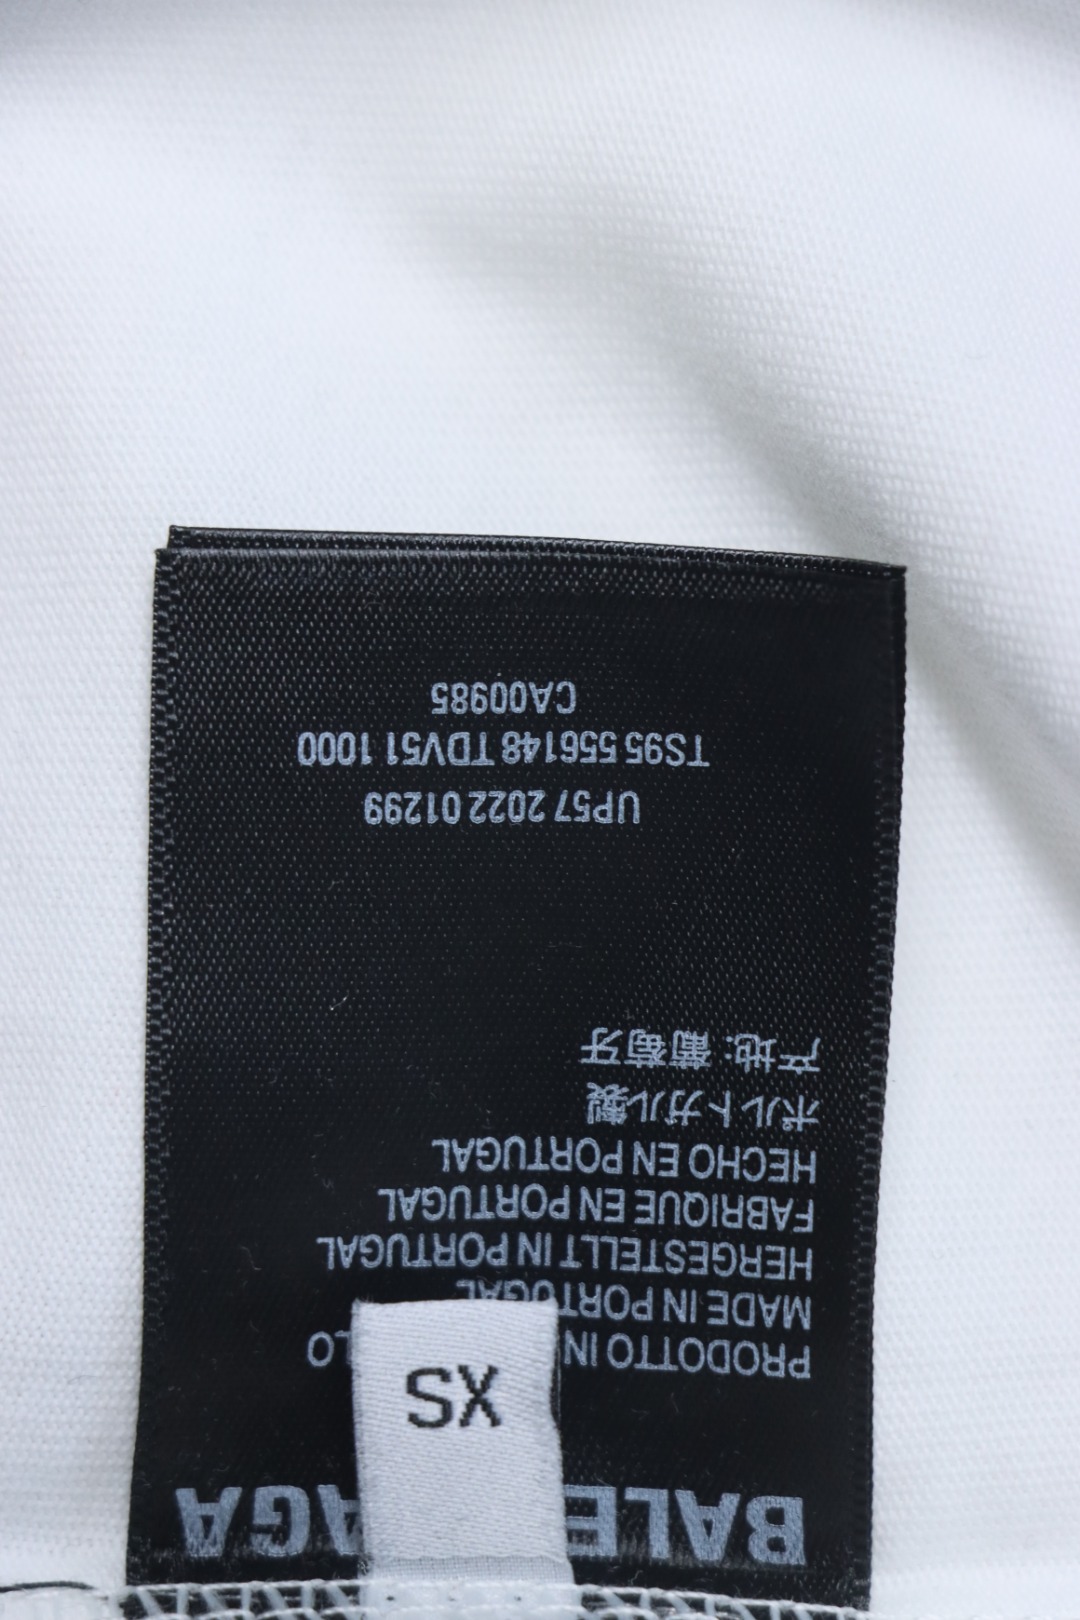 BALE AGA
XS
PRODOTTO IN LO
MADE IN PORTUGAL
HERGESTELLT IN PORTUGAL
FABRIQUE EN PORTUGAL
HECHO EN PORTUGAL
ポルトガル製
产地: 葡萄牙
UP57 2022 01299
TS95 556148 TDV51 1000
CA00985